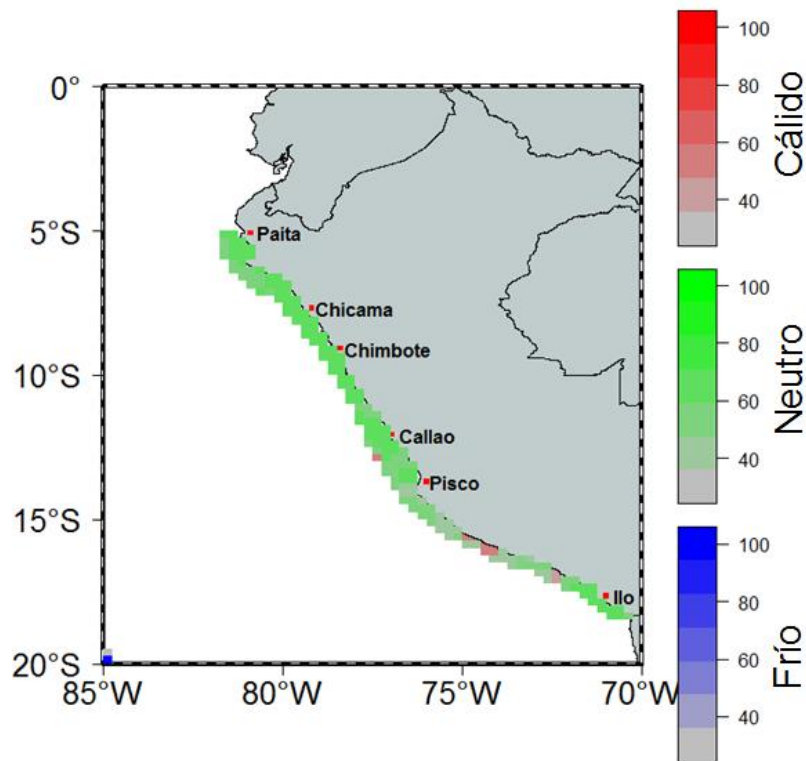 0°
5°S
10°S
15°S
20°S
85°W
80°W
75°W
70°W
Paita
Chicama
Chimbote
Callao
Pisco
Ilo
100
80
60
40
Cálido
100
80
60
40
Neutro
100
80
60
40
Frío